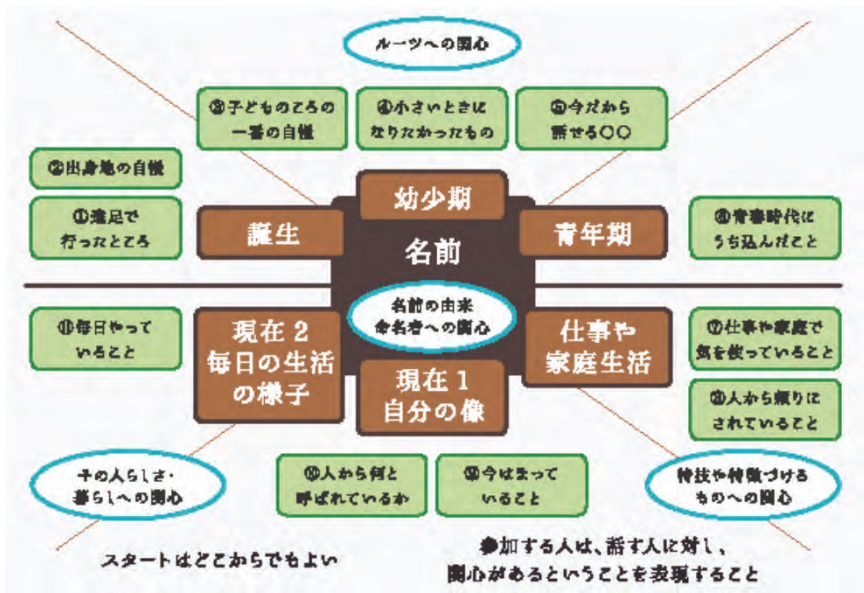 ルーツへの関心
③子どものころの
一番の自慢
④小さいときに
なりたかったもの
⑤今だから
話せる〇〇
②出身地の自慢
①遠足で
行ったところ
誕生
幼少期
名前
青年期
⑥青春時代に
うち込んだこと
⑪毎日やって
いること
現在2
毎日の生活
の様子
名前の由来
命名者への関心
現在1
自分の像
仕事や
家庭生活
⑦仕事や家庭で
気を使っていること
⑧人から頼りに
されていること
その人らしさ・
暮らしへの関心
⑩人から何と
呼ばれているか
⑨今はまって
いること
特技や特徴づける
ものへの関心
スタートはどこからでもよい
参加する人は、話す人に対し、
関心があるということを表現すること